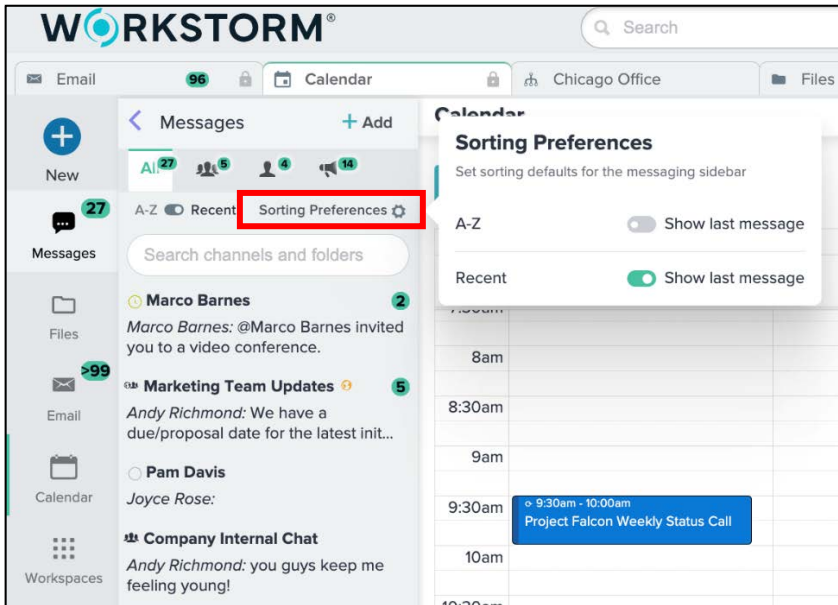 WORKSTORM®
Search
Email 96
Calendar
Chicago Office
Files
New
27
Messages
Files
>99
Email
Calendar
Workspaces
Messages
+ Add
All 27 5 4 14
A-Z Recent Sorting Preferences
Search channels and folders
Marco Barnes 2
Marco Barnes: @Marco Barnes invited
you to a video conference.
Marketing Team Updates 5
Andy Richmond: We have a
due/proposal date for the latest init...
Pam Davis
Joyce Rose:
Company Internal Chat
Andy Richmond: you guys keep me
feeling young!
Calendar
Sorting Preferences
Set sorting defaults for the messaging sidebar
A-Z Show last message
Recent Show last message
7:30am
8am
8:30am
9am
9:30am
9:30am - 10:00am
Project Falcon Weekly Status Call
10am
10:30am